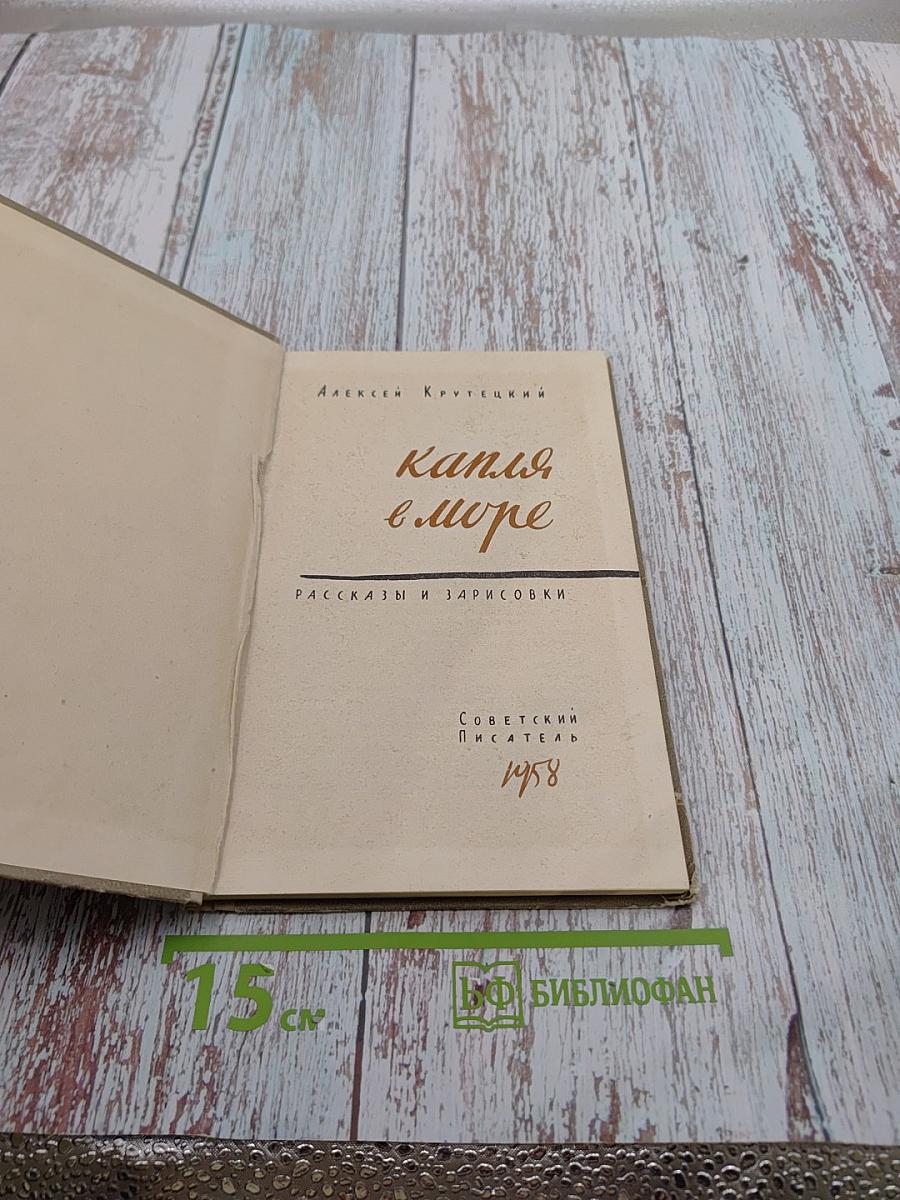 Алексей Крутецкий
капля
в море
РАССКАЗЫ И ЗАРИСОВКИ
Советский
Писатель
1958
15 см
БФ БИБЛИОФАН